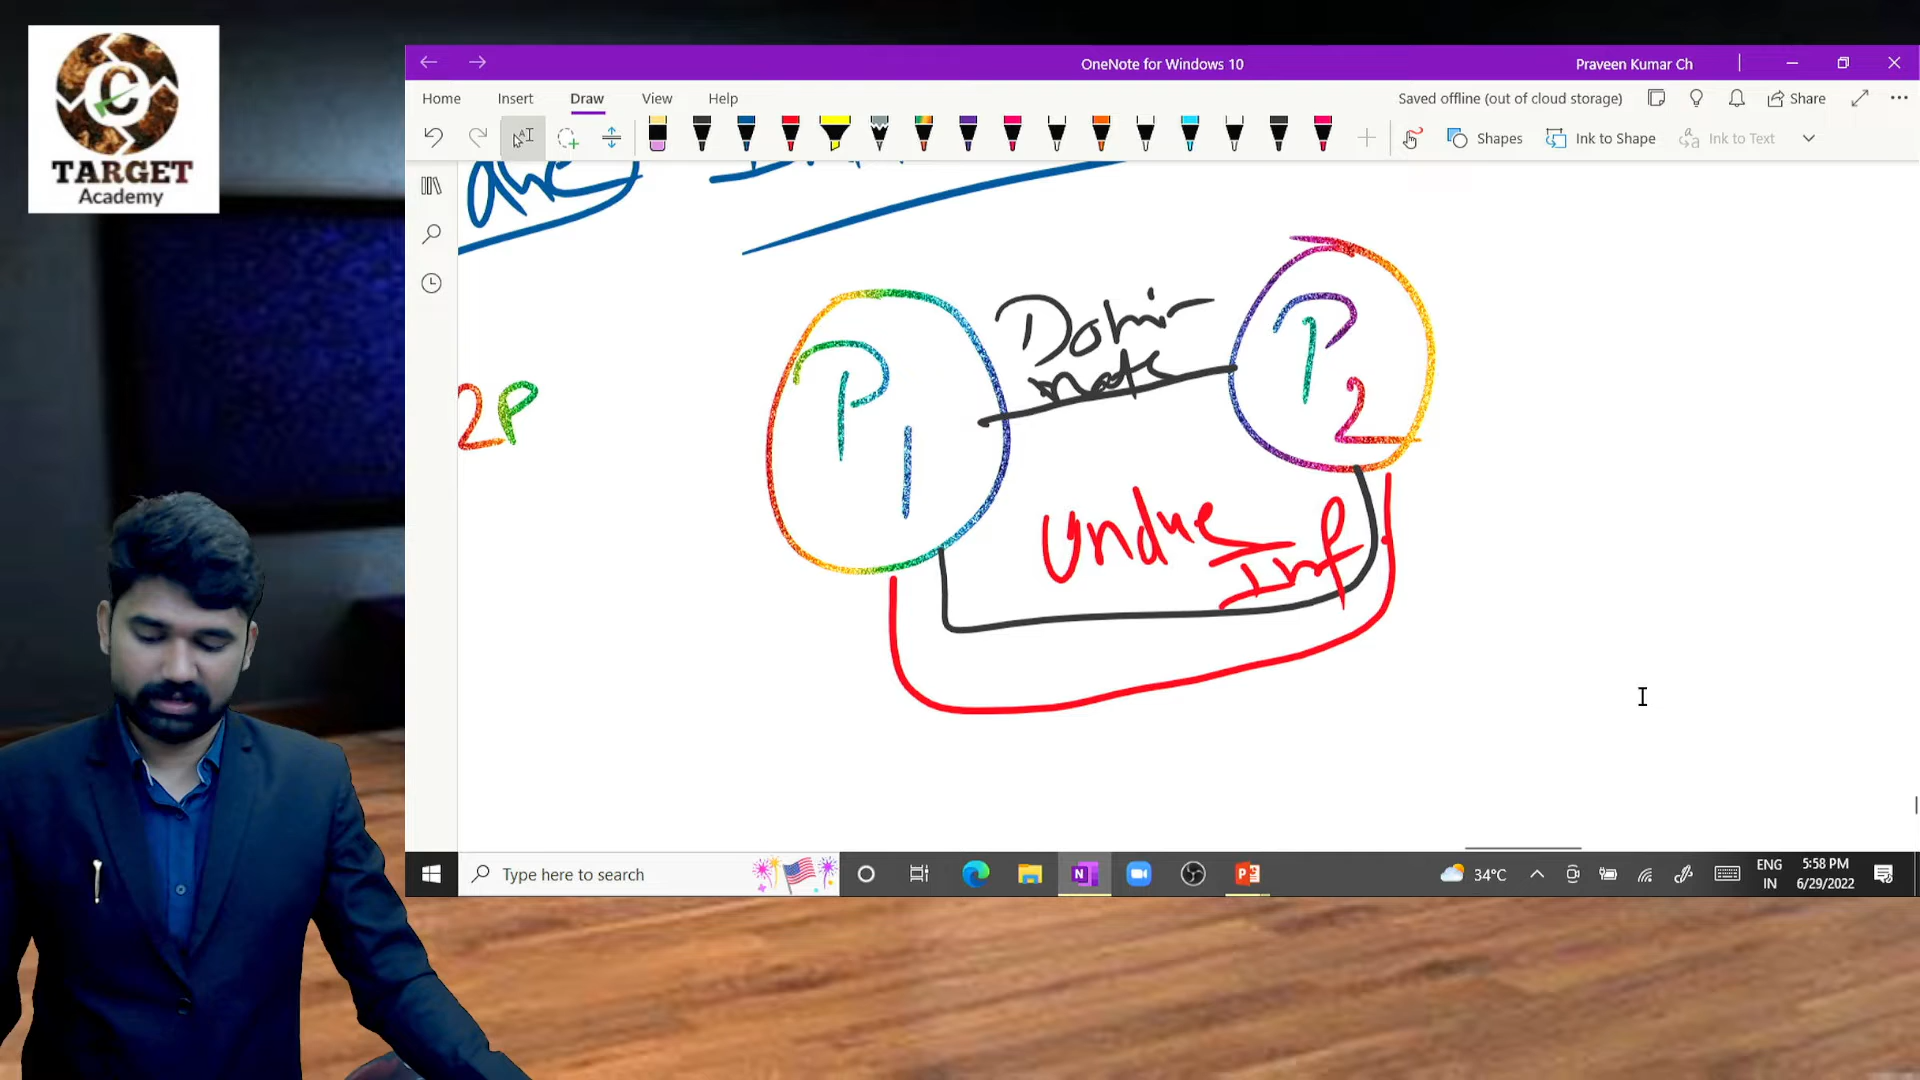 TARGET
Academy
OneNote for Windows 10
Praveen Kumar Ch
Home Insert Draw View Help
Saved offline (out of cloud storage)
Share
Shapes
Ink to Shape
Ink to Text
Domi-
nate
P1
P2
2P
Undue
Inf
Type here to search
34°C
ENG
IN
5:58 PM
6/29/2022